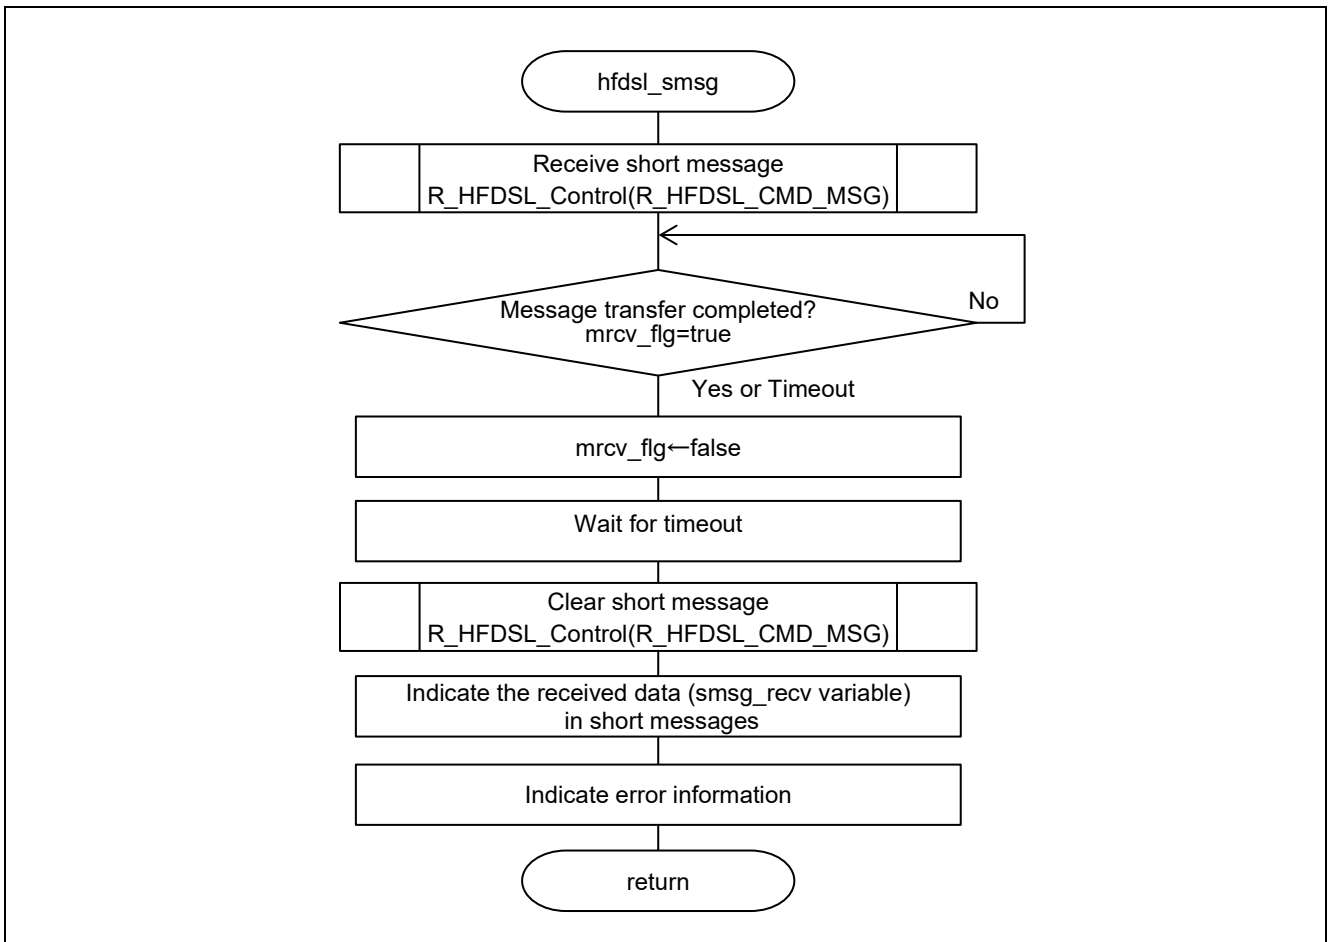 hfdsl_smsg
Receive short message
R_HFDSL_Control(R_HFDSL_CMD_MSG)
No
Message transfer completed?
mrcv_flg=true
Yes or Timeout
mrcv_flg←false
Wait for timeout
Clear short message
R_HFDSL_Control(R_HFDSL_CMD_MSG)
Indicate the received data (smsg_recv variable)
in short messages
Indicate error information
return